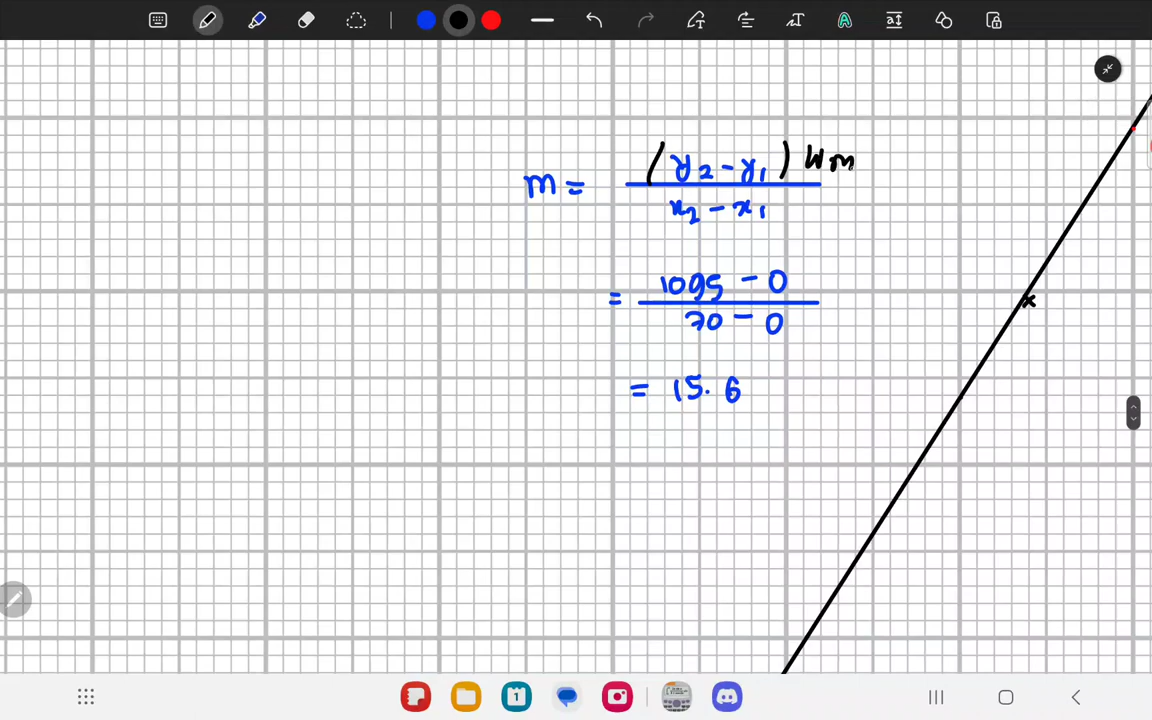 m = (y₂ - y₁) Wm
x₂ - x₁
= 1095 - 0
70 - 0
= 15.6